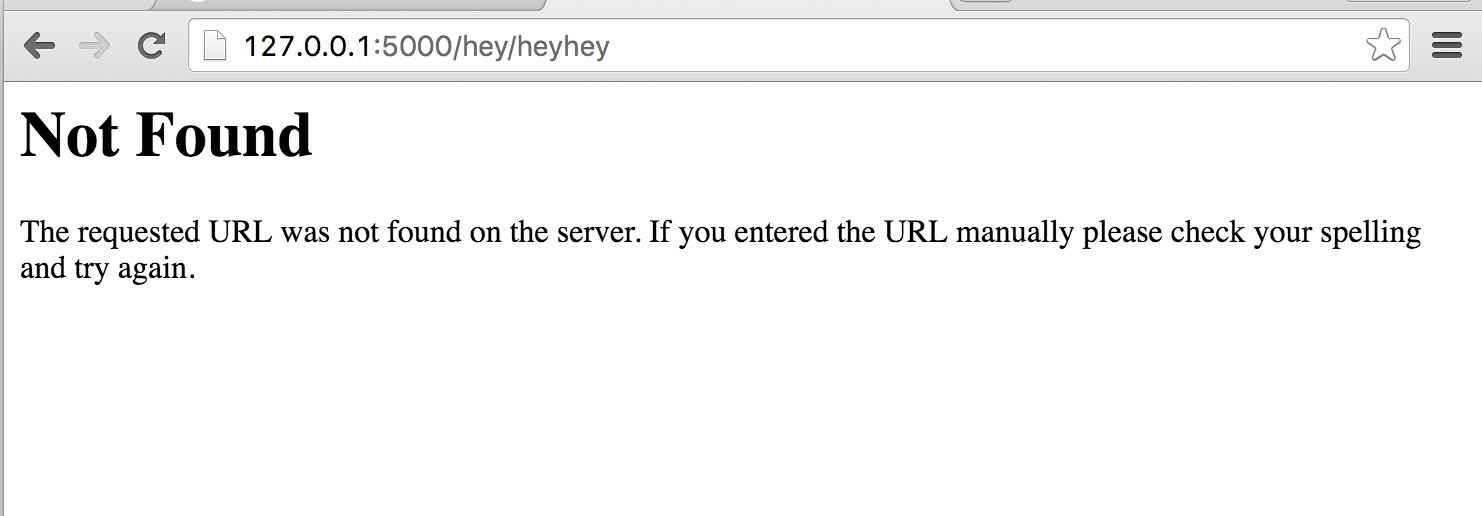 127.0.0.1:5000/hey/heyhey
Not Found
The requested URL was not found on the server. If you entered the URL manually please check your spelling
and try again.